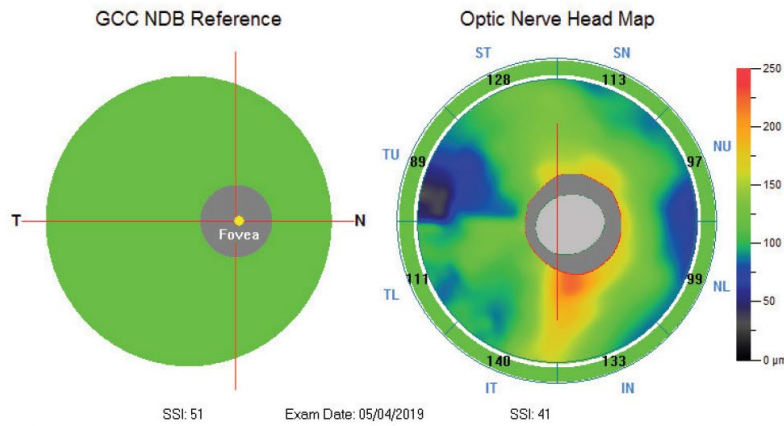 GCC NDB Reference
Optic Nerve Head Map
ST
SN
128
113
250
TU
NU
89
97
200
150
T
N
Fovea
100
111
99
TL
NL
50
140
133
0 µm
IT
IN
SSI: 51
Exam Date: 05/04/2019
SSI: 41